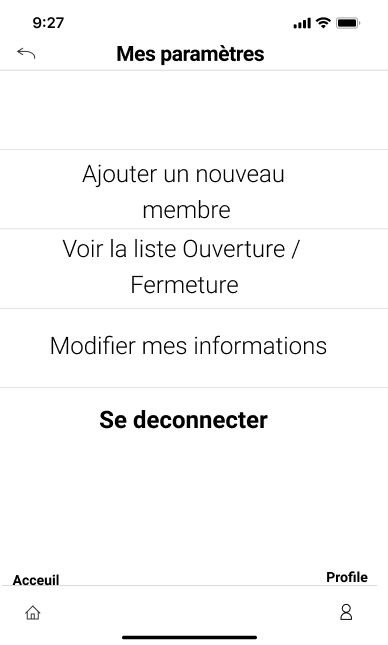 9:27
Mes paramètres
Ajouter un nouveau
membre
Voir la liste Ouverture /
Fermeture
Modifier mes informations
Se deconnecter
Acceuil
Profile